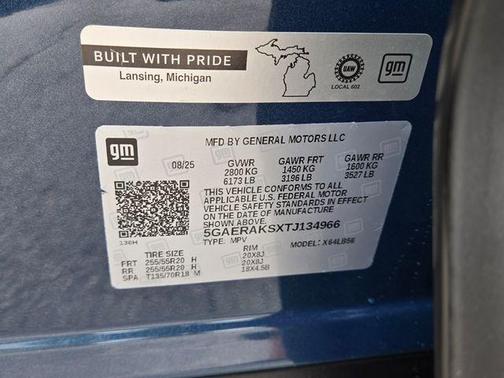 BUILT WITH PRIDE
Lansing, Michigan
UAW
LOCAL 602
gm
gm
MFD BY GENERAL MOTORS LLC
08/25 GVWR GAWR FRT GAWR RR
2800 KG 1450 KG 1600 KG
6173 LB 3196 LB 3527 LB
THIS VEHICLE CONFORMS TO ALL
APPLICABLE U.S. FEDERAL MOTOR
VEHICLE SAFETY STANDARDS IN EFFECT
ON THE DATE OF MANUFACTURE SHOWN ABOVE.
5GAERAKSXTJ134966
TYPE: MPV MODEL: X64LB56
136H
TIRE SIZE RIM
FRT 255/55R20 H 20X8J
RR 255/55R20 H 20X8J
SPA T135/70R18 M 18X4.5B